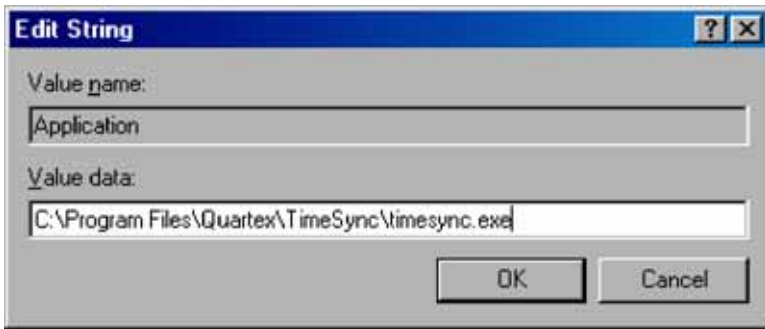 Edit String
Value name:
Application
Value data:
C:\Program Files\Quartex\TimeSync\timesync.exe
OK Cancel